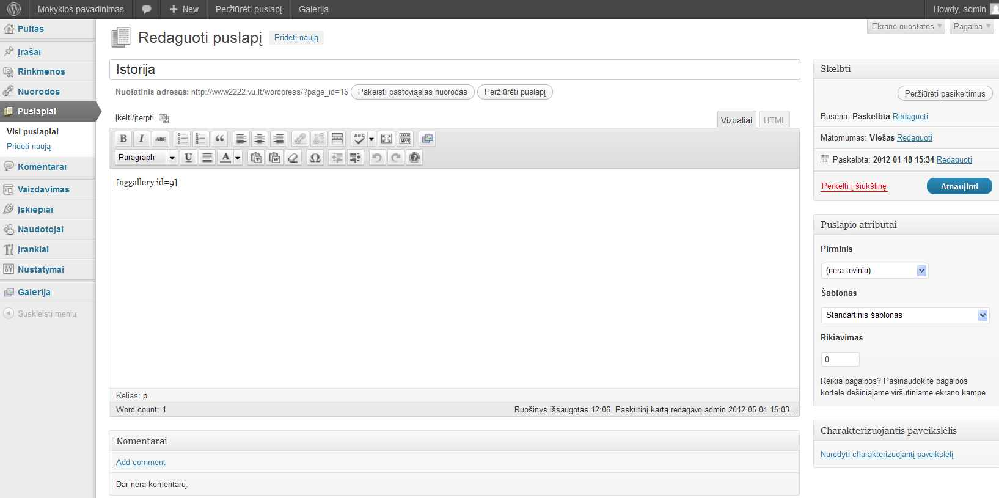 Mokyklos pavadinimas
New
Peržiūrėti puslapį
Galerija
Howdy, admin
Ekrano nuostatos
Pagalba
Pultas
Įrašai
Rinkmenos
Nuorodos
Puslapiai
Visi puslapiai
Pridėti naują
Komentarai
Vaizdavimas
Įskiepiai
Naudotojai
Įrankiai
Nustatymai
Galerija
Suskleisti meniu
Redaguoti puslapį Pridėti naują
Istorija
Nuolatinis adresas: http://www2222.vu.lt/wordpress/?page_id=15 Pakeisti pastoviąsias nuorodas Peržiūrėti puslapį
Įkelti/įterpti
Vizualiai HTML
B I ABC ABC
Paragraph U A T W Ω ?
[nggallery id=9]
Kelias: p
Word count: 1
Ruošinys išsaugotas 12:06. Paskutinį kartą redagavo admin 2012.05.04 15:03
Komentarai
Add comment
Dar nėra komentarų.
Skelbti
Peržiūrėti pasikeitimus
Būsena: Paskelbta Redaguoti
Matomumas: Viešas Redaguoti
Paskelbta: 2012-01-18 15:34 Redaguoti
Perkelti į šiukšlinę
Atnaujinti
Puslapio atributai
Pirminis
(nėra tėvinio)
Šablonas
Standartinis šablonas
Rikiavimas
0
Reikia pagalbos? Pasinaudokite pagalbos
kortele dešiniajame viršutiniame ekrano kampe.
Charakterizuojantis paveikslėlis
Nurodyti charakterizuojantį paveikslėlį